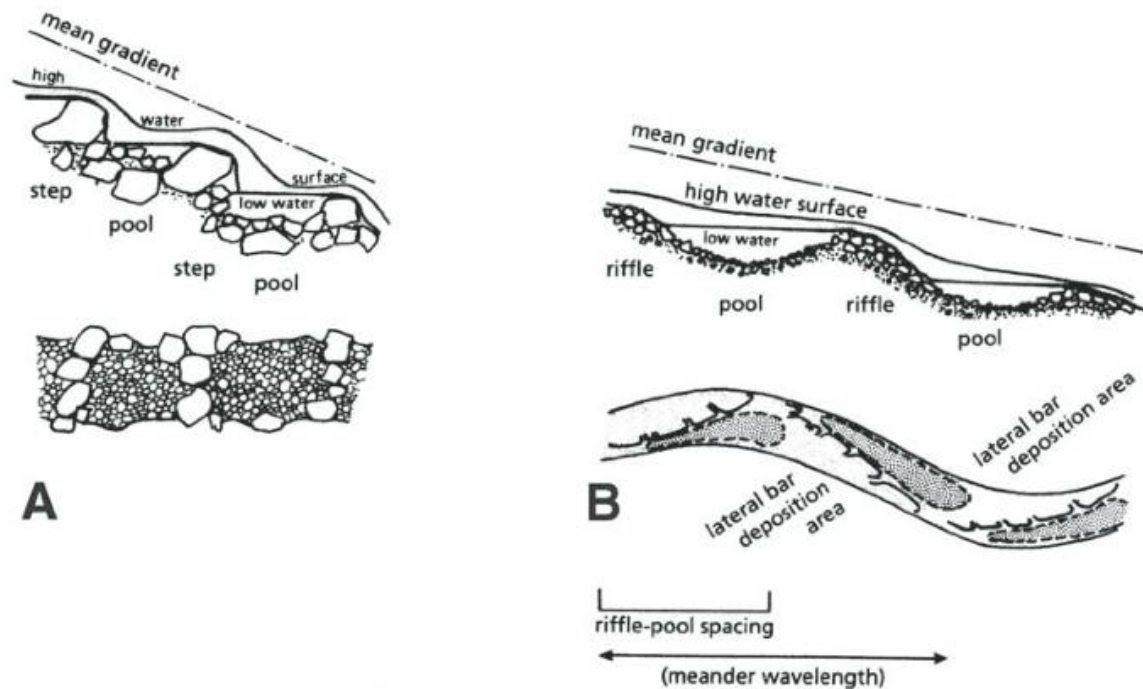 mean gradient
high
water
surface
low water
step
pool
step
pool
A
mean gradient
high water surface
low water
riffle
pool
riffle
pool
lateral bar
deposition area
lateral bar
deposition
area
B
riffle-pool spacing
(meander wavelength)